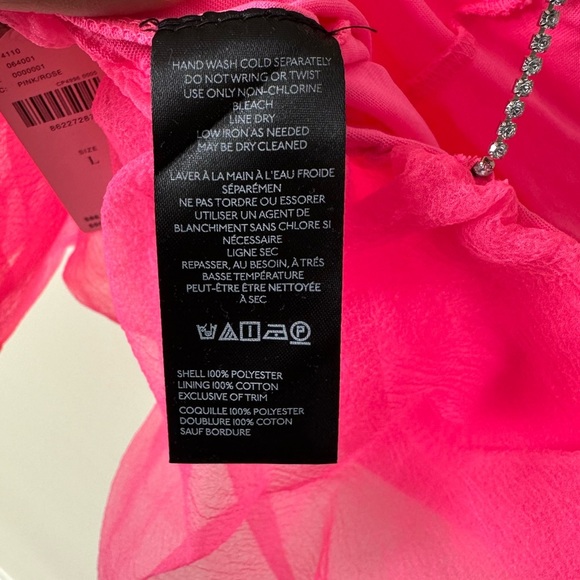 4110
064001
0000001
PINK/ROSE
SIZE
L
HAND WASH COLD SEPARATELY
DO NOT WRING OR TWIST
USE ONLY NON-CHLORINE
BLEACH
LINE DRY
LOW IRON AS NEEDED
MAY BE DRY CLEANED
LAVER À LA MAIN À L'EAU FROIDE
SÉPARÉMEN
NE PAS TORDRE OU ESSORER
UTILISER UN AGENT DE
BLANCHIMENT SANS CHLORE SI
NÉCESSAIRE
LIGNE SEC
REPASSER, AU BESOIN, À TRÉS
BASSE TEMPÉRATURE
PEUT-ÊTRE ÊTRE NETTOYÉE
À SEC
SHELL 100% POLYESTER
LINING 100% COTTON
EXCLUSIVE OF TRIM
COQUILLE 100% POLYESTER
DOUBLURE 100% COTON
SAUF BORDURE